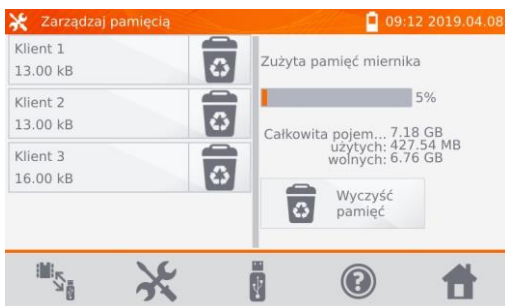 Zarządzaj pamięcią
09:12 2019.04.08
Klient 1
13.00 kB
Klient 2
13.00 kB
Klient 3
16.00 kB
Zużyta pamięć miernika
5%
Całkowita pojem... 7.18 GB
użytych: 427.54 MB
wolnych: 6.76 GB
Wyczyść
pamięć